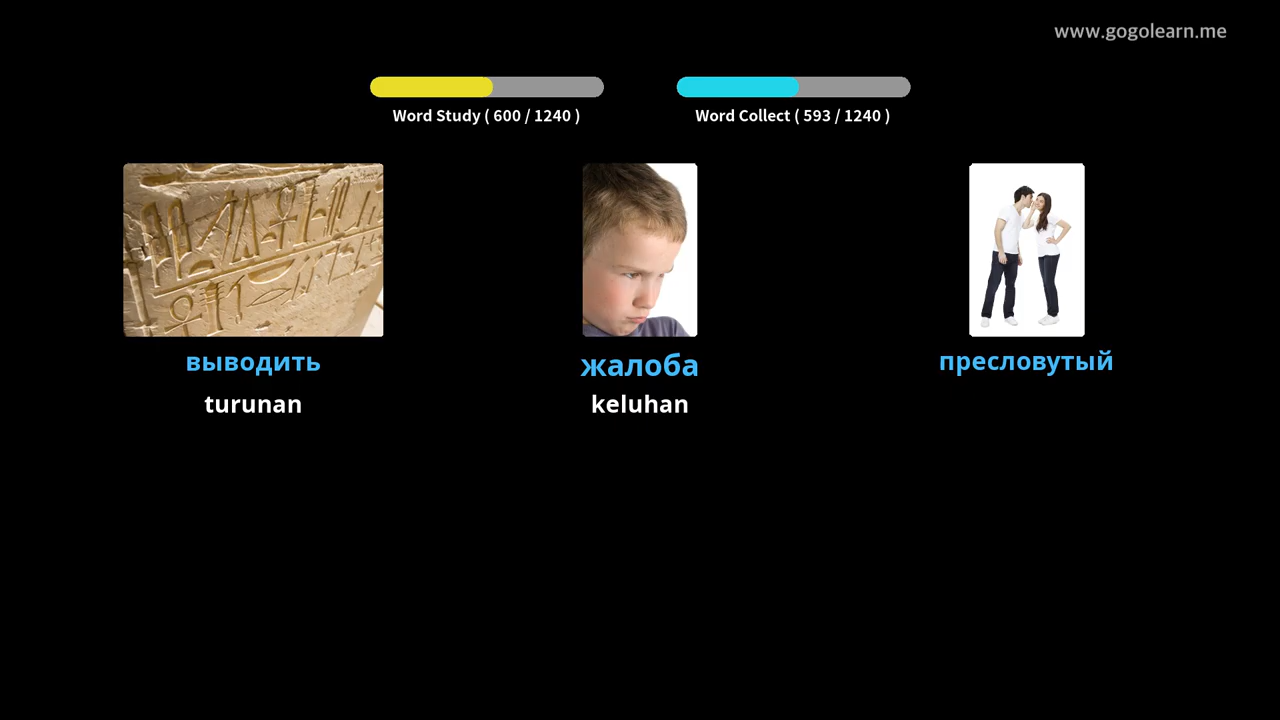 www.gogolearn.me
Word Study ( 600 / 1240 )
Word Collect ( 593 / 1240 )
выводить
жалоба
пресловутый
turunan
keluhan